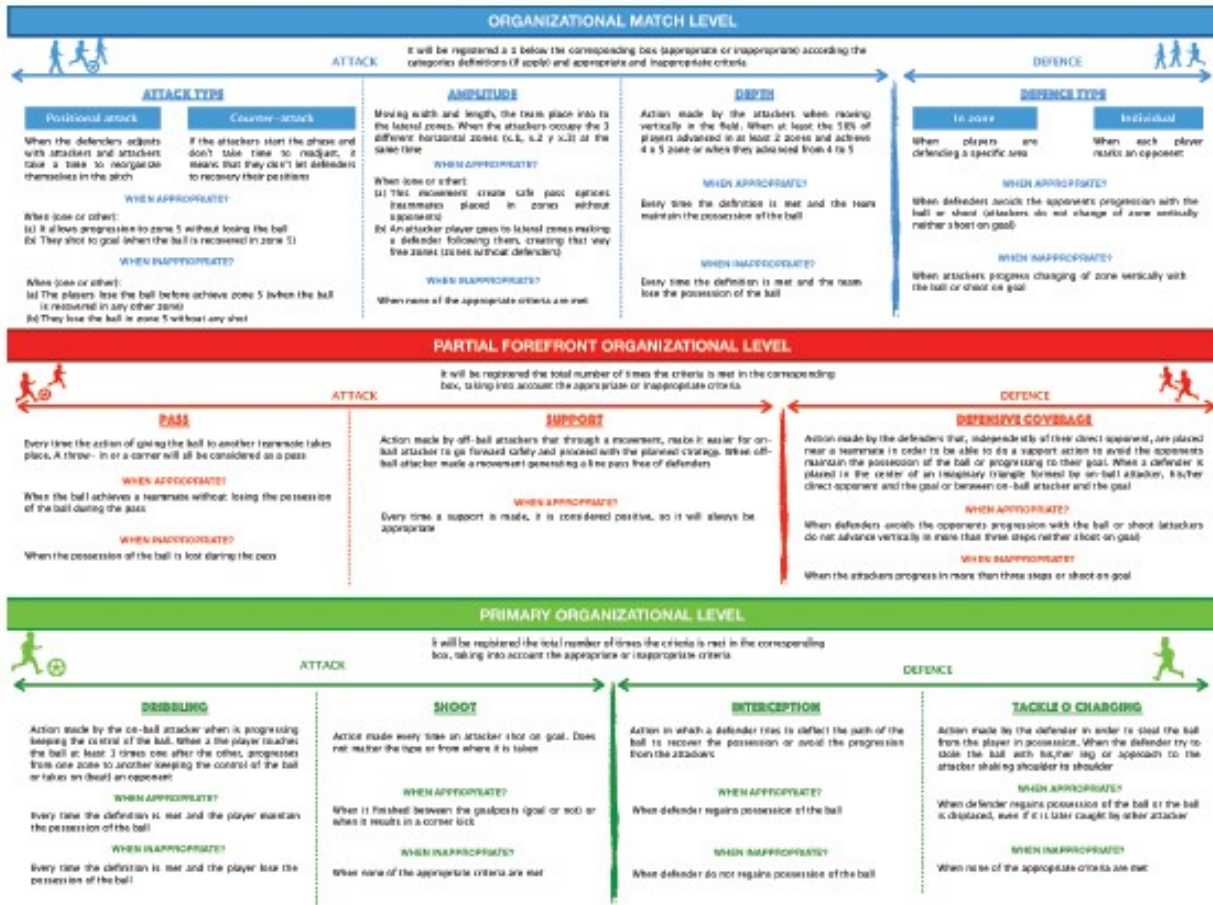 ORGANIZATIONAL MATCH LEVEL
ATTACK
It will be registered a 1 below the corresponding box (appropriate or inappropriate) according the
categories definitions (if apply) and appropriate and inappropriate criteria
DEFENCE
ATTACK TYPE
Positional attack
Counter-attack
When the defenders adjusts
with attackers and attackers
take a time to reorganize
themselves in the pitch
If the attackers start the phase and
don't take time to readjust, it
means that they don't let defenders
to recovery their positions
WHEN APPROPRIATE?
When (one or other):
(a) It allows progression to zone 5 without losing the ball
(b) They shot to goal (when the ball is recovered in zone 5)
WHEN INAPPROPRIATE?
When (one or other):
(a) The players lose the ball before achieve zone 5 (when the ball
is recovered in any other zone)
(b) They lose the ball in zone 5 without any shot
AMPLITUDE
Moving width and length, the team place into to
the lateral zones. When the attackers occupy the 3
different horizontal zones (x.1, x.2 y x.3) at the
same time
WHEN APPROPRIATE?
When (one or other):
(a) This movement create safe pass options
(teammates placed in zones without
opponents)
(b) An attacker player goes to lateral zones making
a defender following them, creating that way
free zones (zones without defenders)
WHEN INAPPROPRIATE?
When none of the appropriate criteria are met
DEPTH
Action made by the attackers when moving
vertically in the field. When at least the 50% of
players advanced in at least 2 zones and achieve
4 o 5 zone or when they advanced from 4 to 5
WHEN APPROPRIATE?
Every time the definition is met and the team
maintain the possession of the ball
WHEN INAPPROPRIATE?
Every time the definition is met and the team
lose the possession of the ball
DEFENCE TYPE
In zone
Individual
When players are
defending a specific area
When each player
marks an opponent
WHEN APPROPRIATE?
When defenders avoids the opponents progression with the
ball or shoot (attackers do not change of zone vertically
neither shoot on goal)
WHEN INAPPROPRIATE?
When attackers progress changing of zone vertically with
the ball or shoot on goal
PARTIAL FOREFRONT ORGANIZATIONAL LEVEL
ATTACK
It will be registered the total number of times the criteria is met in the corresponding
box, taking into account the appropriate or inappropriate criteria
DEFENCE
PASS
Every time the action of giving the ball to another teammate takes
place. A throw- in or a corner will all be considered as a pass
WHEN APPROPRIATE?
When the ball achieves a teammate without losing the possession
of the ball during the pass
WHEN INAPPROPRIATE?
When the possession of the ball is lost during the pass
SUPPORT
Action made by off-ball attackers that through a movement, make it easier for on-
ball attacker to go forward safely and proceed with the planned strategy. When off-
ball attacker made a movement generating a line pass free of defenders
WHEN APPROPRIATE?
Every time a support is made, it is considered positive, so it will always be
appropriate
DEFENSIVE COVERAGE
Action made by the defenders that, independently of their direct opponent, are placed
near a teammate in order to be able to do a support action to avoid the opponents
maintain the possession of the ball or progressing to their goal. When a defender is
placed in the center of an imaginary triangle formed by on-ball attacker, his/her
direct opponent and the goal or between on-ball attacker and the goal
WHEN APPROPRIATE?
When defenders avoids the opponents progression with the ball or shoot (attackers
do not advance vertically in more than three steps neither shoot on goal)
WHEN INAPPROPRIATE?
When the attackers progress in more than three steps or shoot on goal
PRIMARY ORGANIZATIONAL LEVEL
ATTACK
It will be registered the total number of times the criteria is met in the corresponding
box, taking into account the appropriate or inappropriate criteria
DEFENCE
DRIBBLING
Action made by the on-ball attacker when is progressing
keeping the control of the ball. When a the player touches
the ball at least 3 times one after the other, progresses
from one zone to another keeping the control of the ball
or takes on (beat) an opponent
WHEN APPROPRIATE?
Every time the definition is met and the player maintain
the possession of the ball
WHEN INAPPROPRIATE?
Every time the definition is met and the player lose the
possession of the ball
SHOOT
Action made every time an attacker shot on goal. Does
not matter the type or from where it is taken
WHEN APPROPRIATE?
When it finished between the goalposts (goal or not) or
when it results in a corner kick
WHEN INAPPROPRIATE?
When none of the appropriate criteria are met
INTERCEPTION
Action in which a defender tries to deflect the path of the
ball to recover the possession or avoid the progression
from the attackers
WHEN APPROPRIATE?
When defender regains possession of the ball
WHEN INAPPROPRIATE?
When defender do not regains possession of the ball
TACKLE O CHARGING
Action made by the defender in order to steal the ball
from the player in possession. When the defender try to
stole the ball with his/her leg or approach to the
attacker shaking shoulder to shoulder
WHEN APPROPRIATE?
When defender regains possession of the ball or the ball
is displaced, even if it is later caught by other attacker
WHEN INAPPROPRIATE?
When none of the appropriate criteria are met